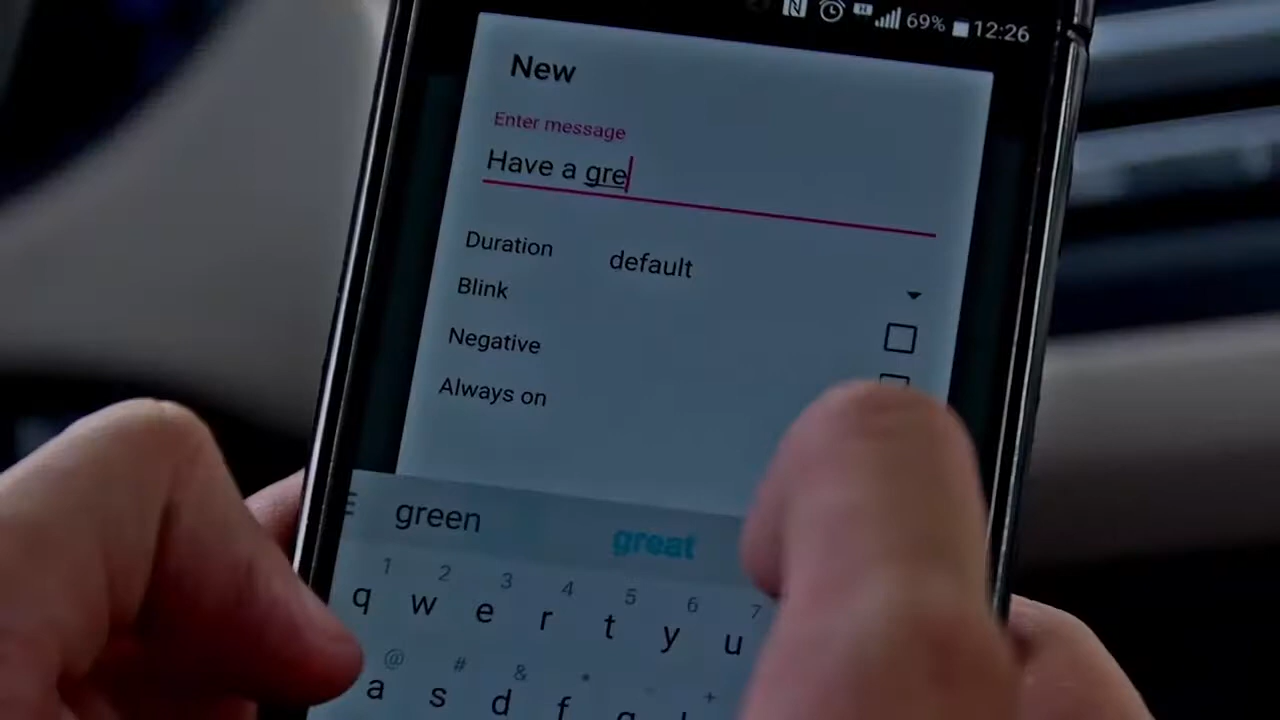 69% 12:26
New
Enter message
Have a gre
Duration default
Blink
Negative
Always on
green great
1 2 3 4 5 6 7
q w e r t y u
@ # &
a s d f